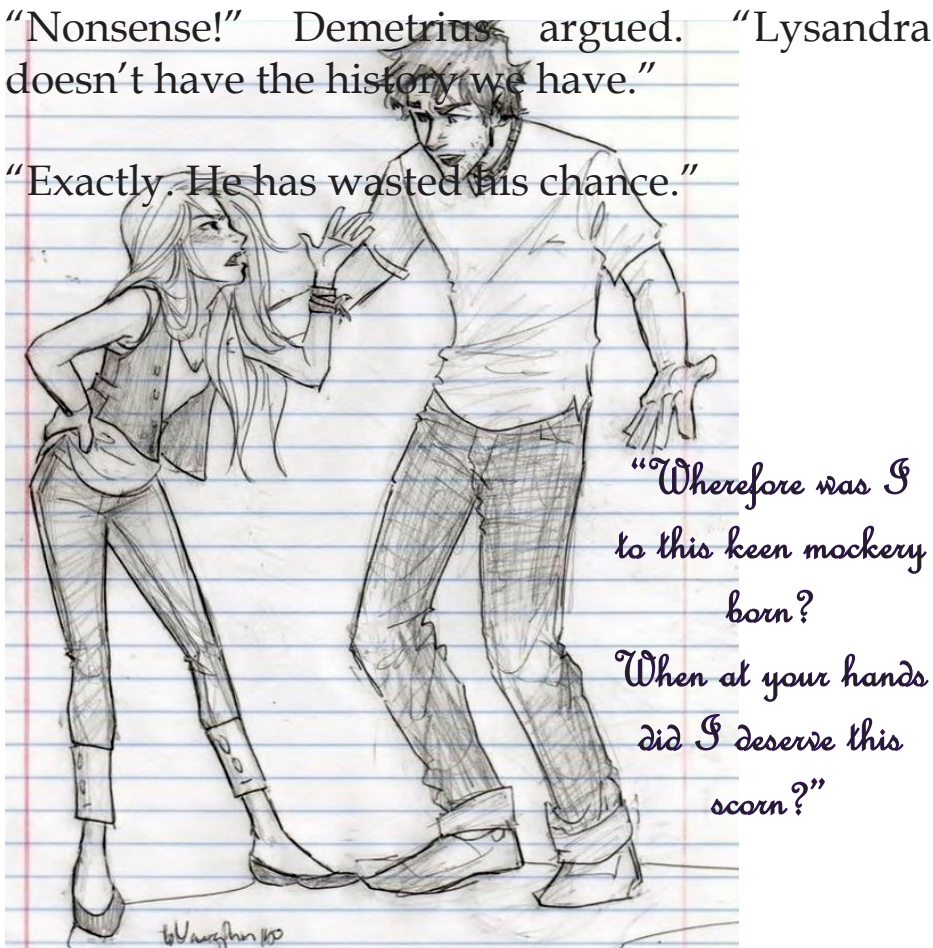 “Nonsense!” Demetrius argued. “Lysandra
doesn’t have the history we have.”
“Exactly. He has wasted his chance.”
“Wherefore was I
to this keen mockery
born?
When at your hands
did I deserve this
scorn?”